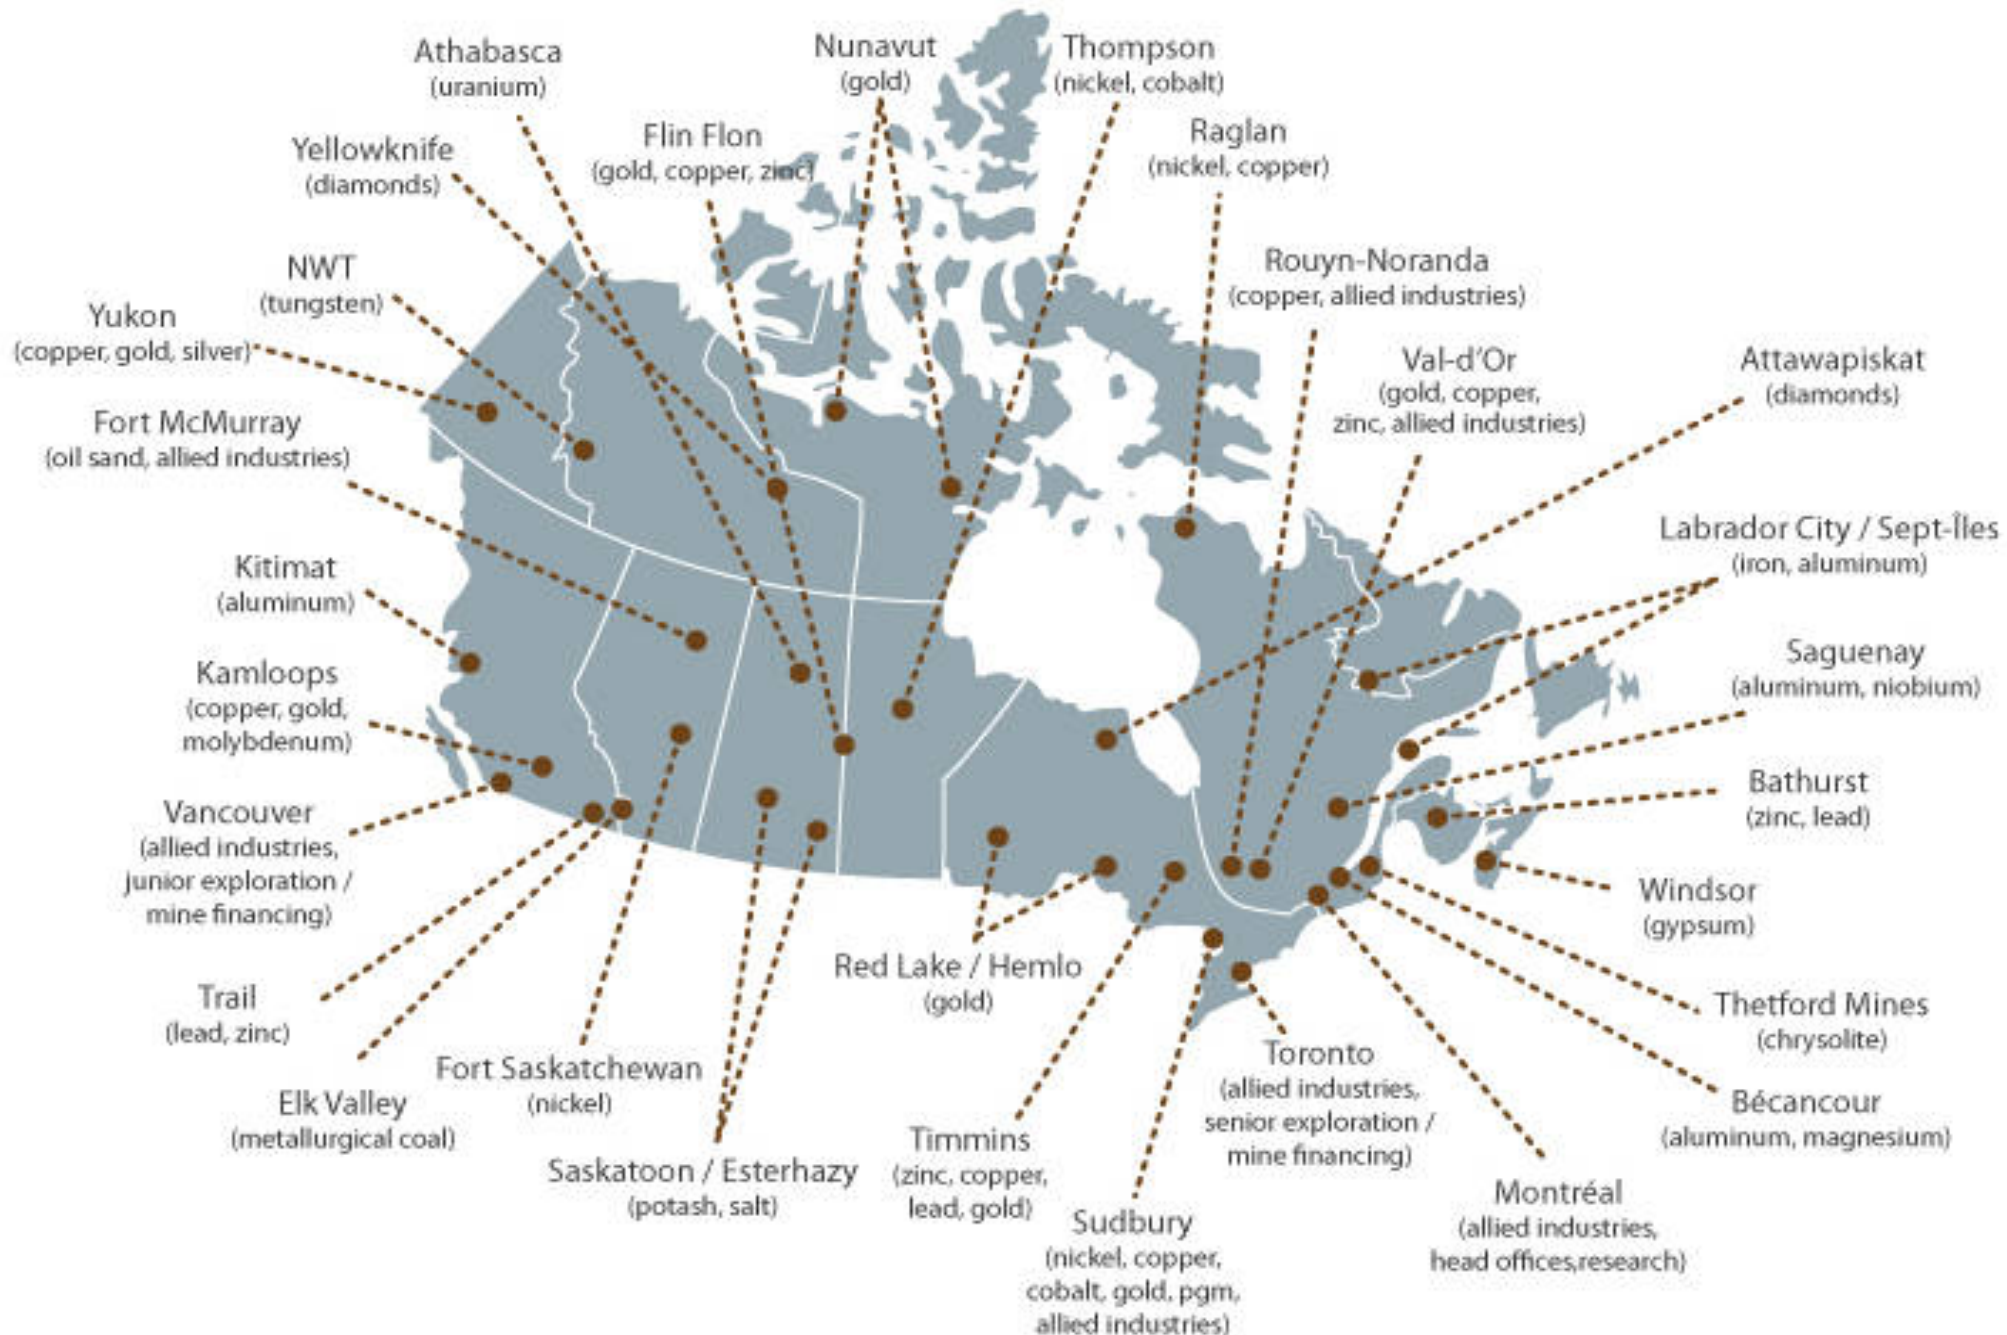 Athabasca
(uranium)
Nunavut
(gold)
Thompson
(nickel, cobalt)
Yellowknife
(diamonds)
Flin Flon
(gold, copper, zinc)
Raglan
(nickel, copper)
NWT
(tungsten)
Rouyn-Noranda
(copper, allied industries)
Yukon
(copper, gold, silver)
Val-d'Or
(gold, copper,
zinc, allied industries)
Attawapiskat
(diamonds)
Fort McMurray
(oil sand, allied industries)
Labrador City / Sept-Îles
(iron, aluminum)
Kitimat
(aluminum)
Saguenay
(aluminum, niobium)
Kamloops
(copper, gold,
molybdenum)
Bathurst
(zinc, lead)
Vancouver
(allied industries,
junior exploration /
mine financing)
Windsor
(gypsum)
Red Lake / Hemlo
(gold)
Trail
(lead, zinc)
Thetford Mines
(chrysolite)
Fort Saskatchewan
(nickel)
Toronto
(allied industries,
senior exploration /
mine financing)
Elk Valley
(metallurgical coal)
Bécancour
(aluminum, magnesium)
Timmins
(zinc, copper,
lead, gold)
Saskatoon / Esterhazy
(potash, salt)
Montréal
(allied industries,
head offices,research)
Sudbury
(nickel, copper,
cobalt, gold, pgm,
allied industries)